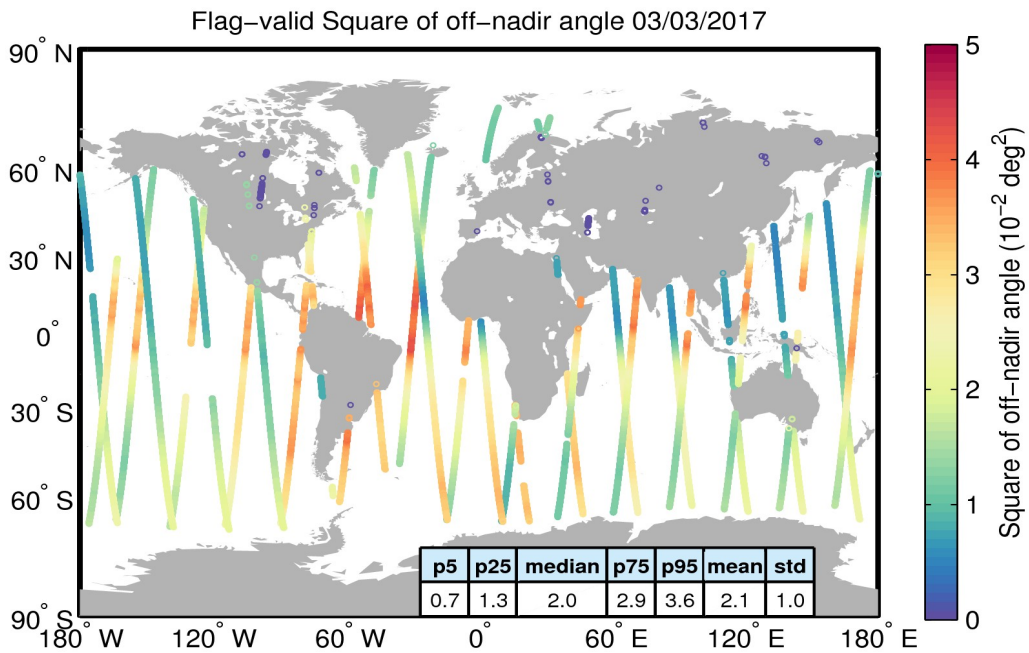 Flag-valid Square of off-nadir angle 03/03/2017
90° N
60° N
30° N
0°
30° S
60° S
90° S
180° W
120° W
60° W
0°
60° E
120° E
180° E
p5 p25 median p75 p95 mean std
0.7 1.3 2.0 2.9 3.6 2.1 1.0
5
4
3
2
1
0
Square of off-nadir angle (10⁻² deg²)